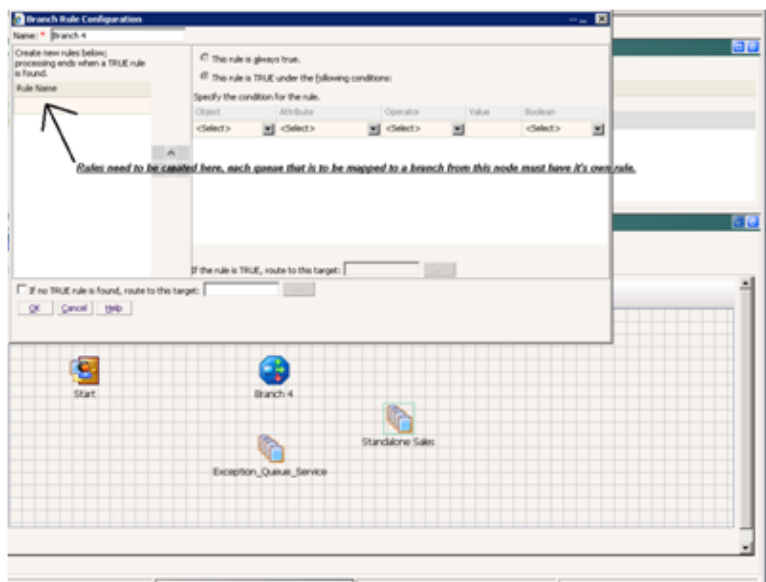 Branch Rule Configuration
Name: * Branch 4
Create new rules below;
processing ends when a TRUE rule
is found.
Rule Name
This rule is always true.
This rule is TRUE under the following conditions:
Specify the condition for the rule.
Object Attribute Operator Value Boolean
<Select> <Select> <Select> <Select>
Rules need to be created here, each queue that is to be mapped to a branch from this node must have it's own rule.
If the rule is TRUE, route to this target: ...
If no TRUE rule is found, route to this target: ...
OK Cancel Help
Start
Branch 4
Standalone Sales
Exception_Queue_Service